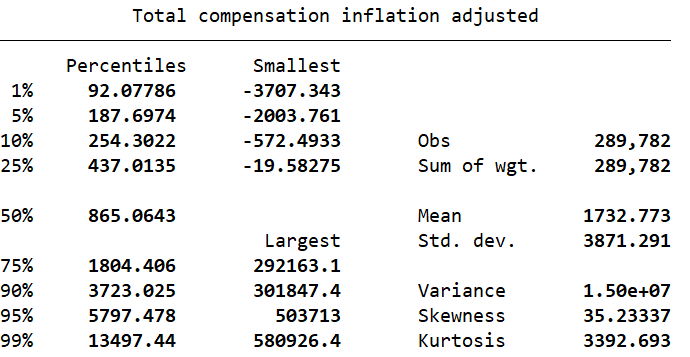 Total compensation inflation adjusted
Percentiles Smallest
1% 92.07786 -3707.343
5% 187.6974 -2003.761
10% 254.3022 -572.4933 Obs 289,782
25% 437.0135 -19.58275 Sum of wgt. 289,782
50% 865.0643 Mean 1732.773
Largest Std. dev. 3871.291
75% 1804.406 292163.1
90% 3723.025 301847.4 Variance 1.50e+07
95% 5797.478 503713 Skewness 35.23337
99% 13497.44 580926.4 Kurtosis 3392.693